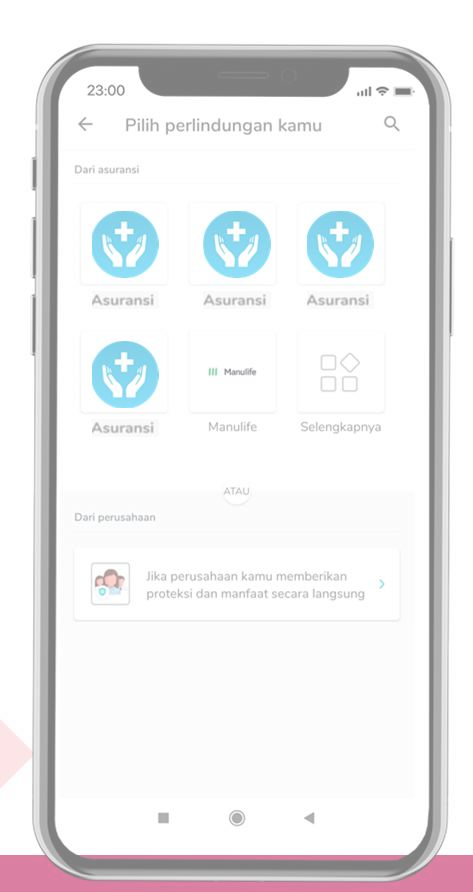 23:00
Pilih perlindungan kamu
Dari asuransi
Asuransi Asuransi Asuransi
Manulife
Asuransi Manulife Selengkapnya
ATAU
Dari perusahaan
Jika perusahaan kamu memberikan
proteksi dan manfaat secara langsung